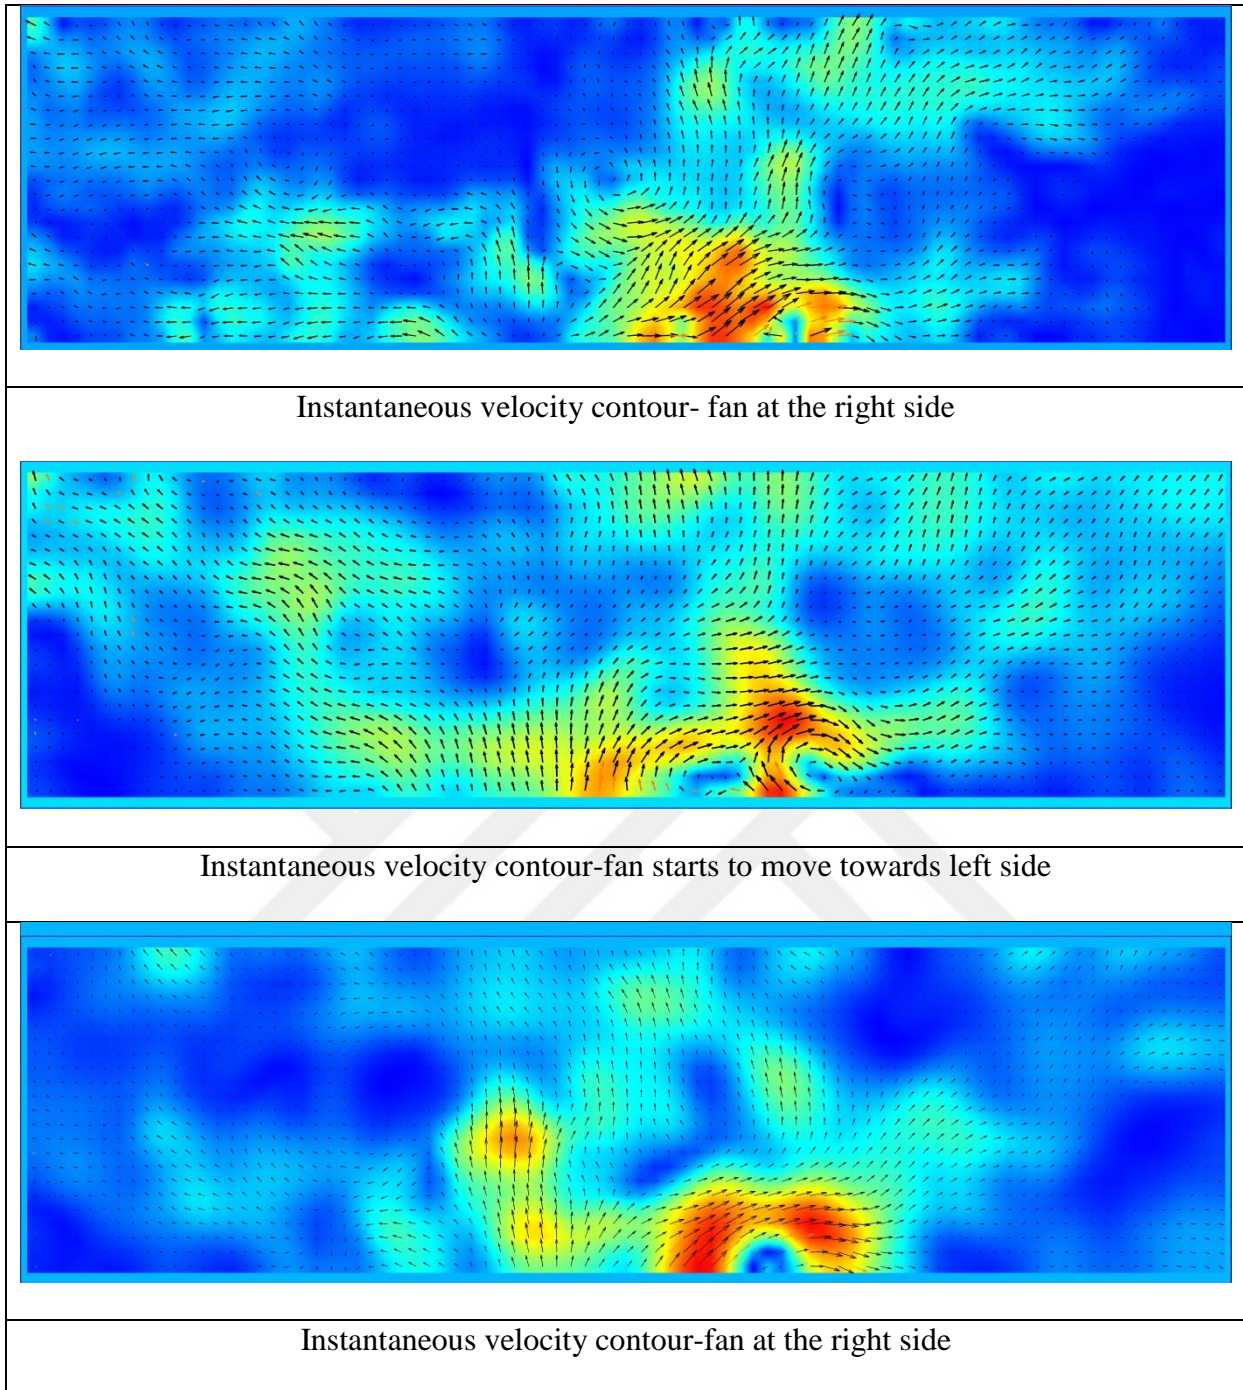 Instantaneous velocity contour- fan at the right side
Instantaneous velocity contour-fan starts to move towards left side
Instantaneous velocity contour-fan at the right side